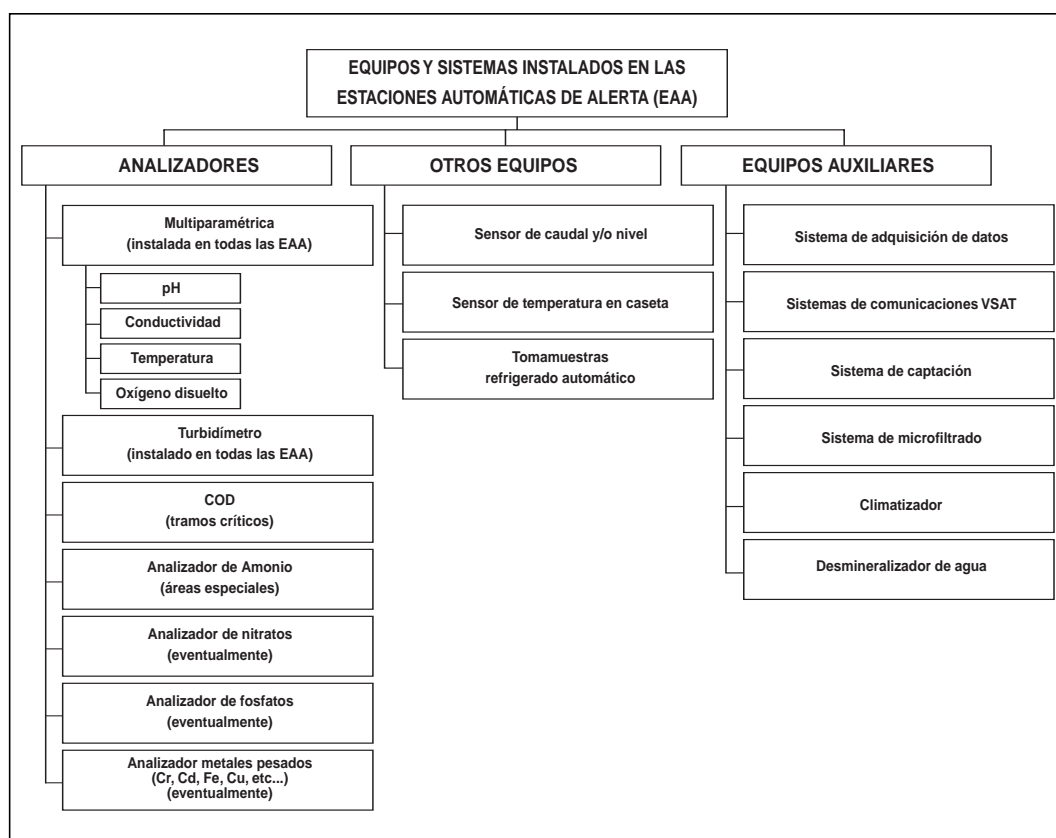 EQUIPOS Y SISTEMAS INSTALADOS EN LAS
ESTACIONES AUTOMÁTICAS DE ALERTA (EAA)
ANALIZADORES
Multiparamétrica
(instalada en todas las EAA)
pH
Conductividad
Temperatura
Oxígeno disuelto
Turbidímetro
(instalado en todas las EAA)
COD
(tramos críticos)
Analizador de Amonio
(áreas especiales)
Analizador de nitratos
(eventualmente)
Analizador de fosfatos
(eventualmente)
Analizador metales pesados
(Cr, Cd, Fe, Cu, etc...)
(eventualmente)
OTROS EQUIPOS
Sensor de caudal y/o nivel
Sensor de temperatura en caseta
Tomamuestras
refrigerado automático
EQUIPOS AUXILIARES
Sistema de adquisición de datos
Sistemas de comunicaciones VSAT
Sistema de captación
Sistema de microfiltrado
Climatizador
Desmineralizador de agua